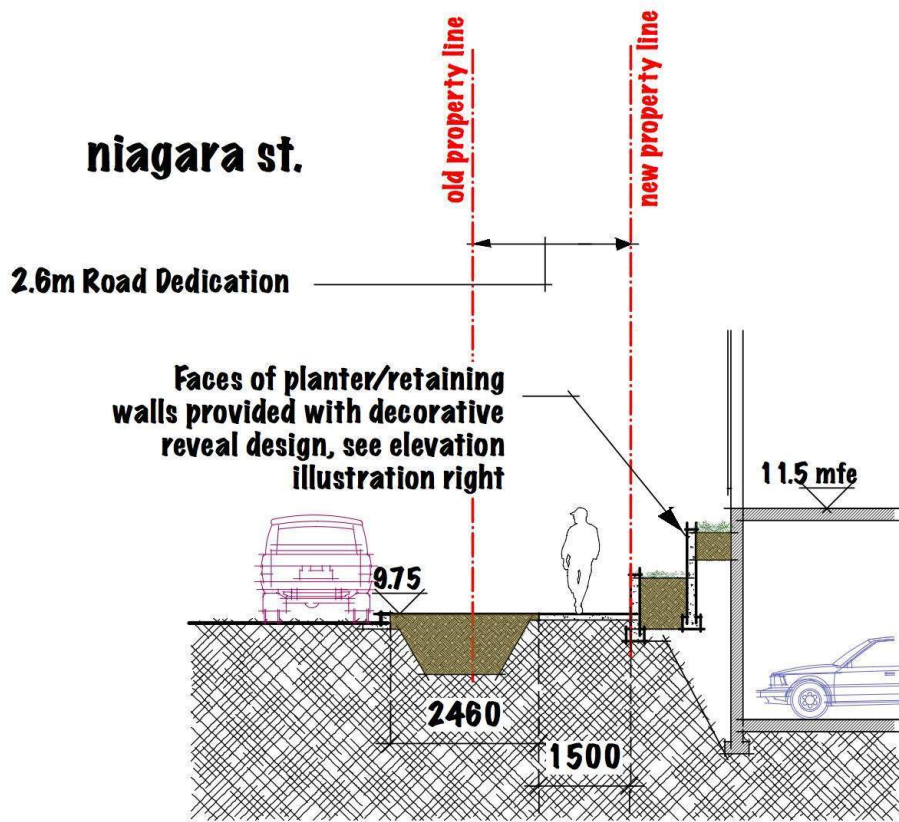 old property line
new property line
niagara st.
2.6m Road Dedication
Faces of planter/retaining
walls provided with decorative
reveal design, see elevation
illustration right
11.5 mfe
9.75
2460
1500